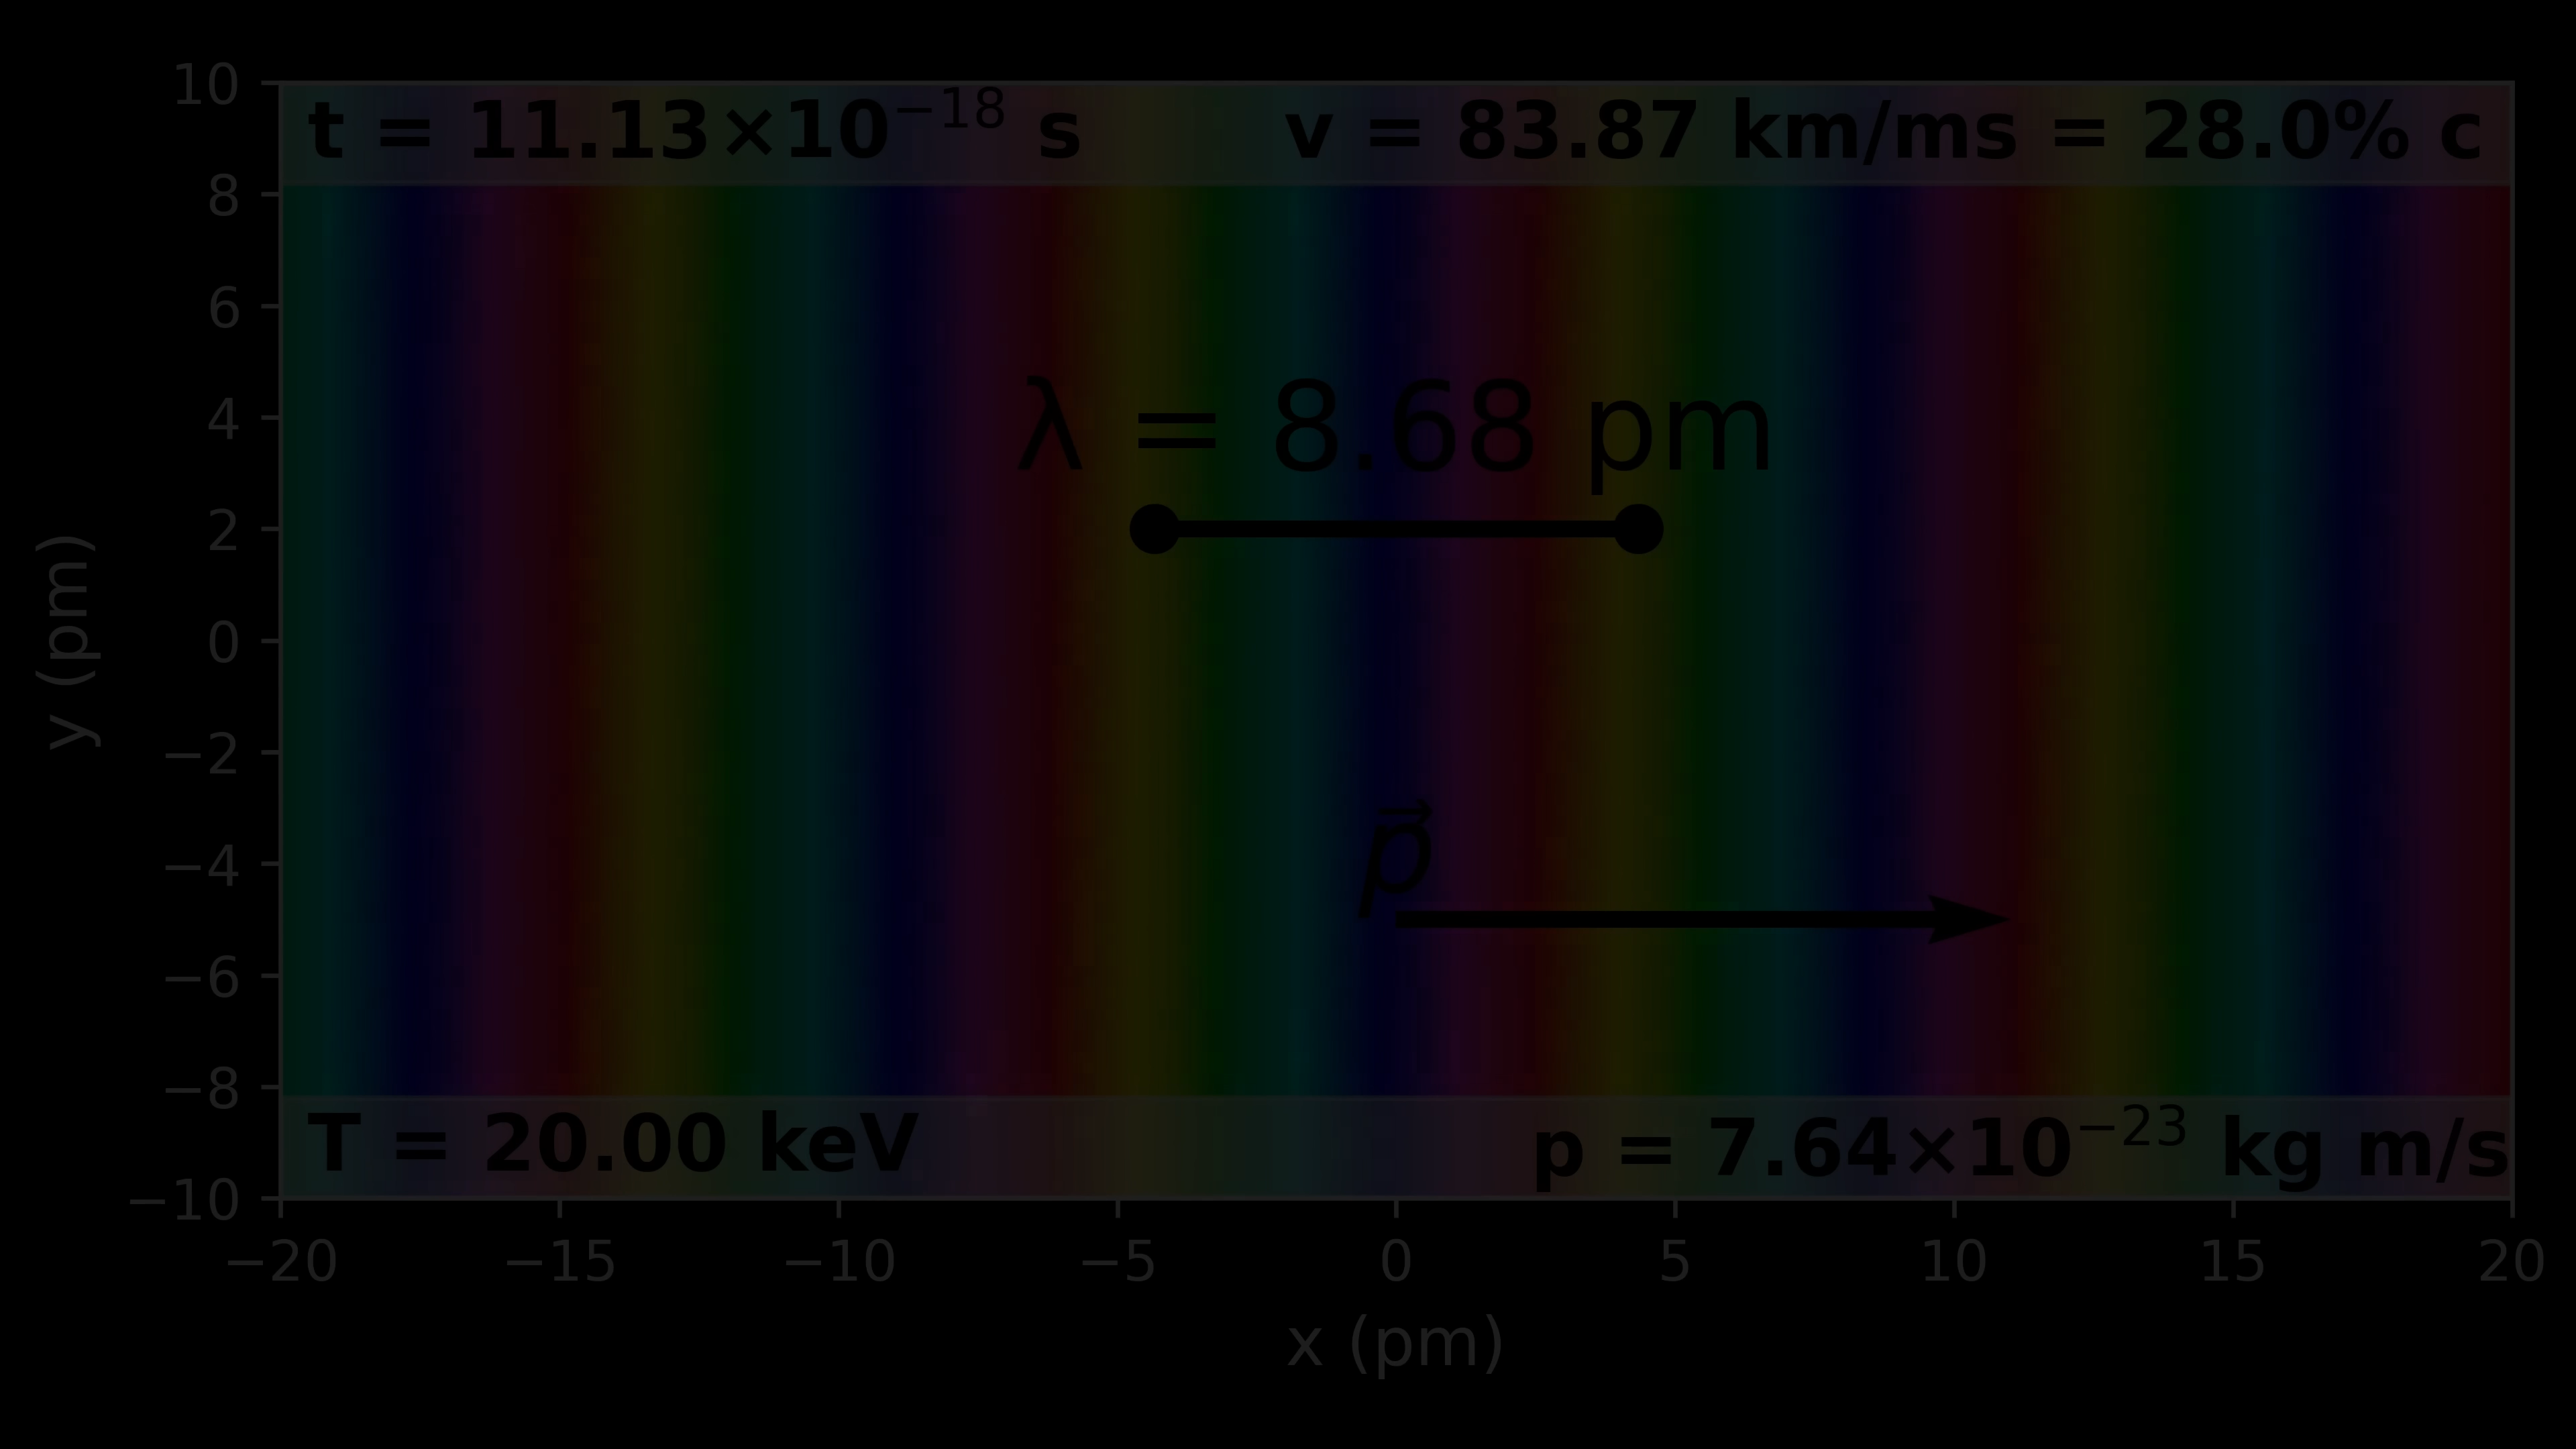 t = 11.13×10⁻¹⁸ s
v = 83.87 km/ms = 28.0% c
10
8
6
4
2
0
−2
−4
−6
−8
−10
y (pm)
λ = 8.68 pm
p⃗
T = 20.00 keV
p = 7.64×10⁻²³ kg m/s
−20 −15 −10 −5 0 5 10 15 20
x (pm)